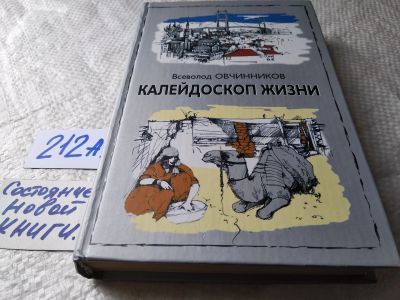 Всеволод ОВЧИННИКОВ
КАЛЕЙДОСКОП ЖИЗНИ
212А
Состояние
новой
книги.